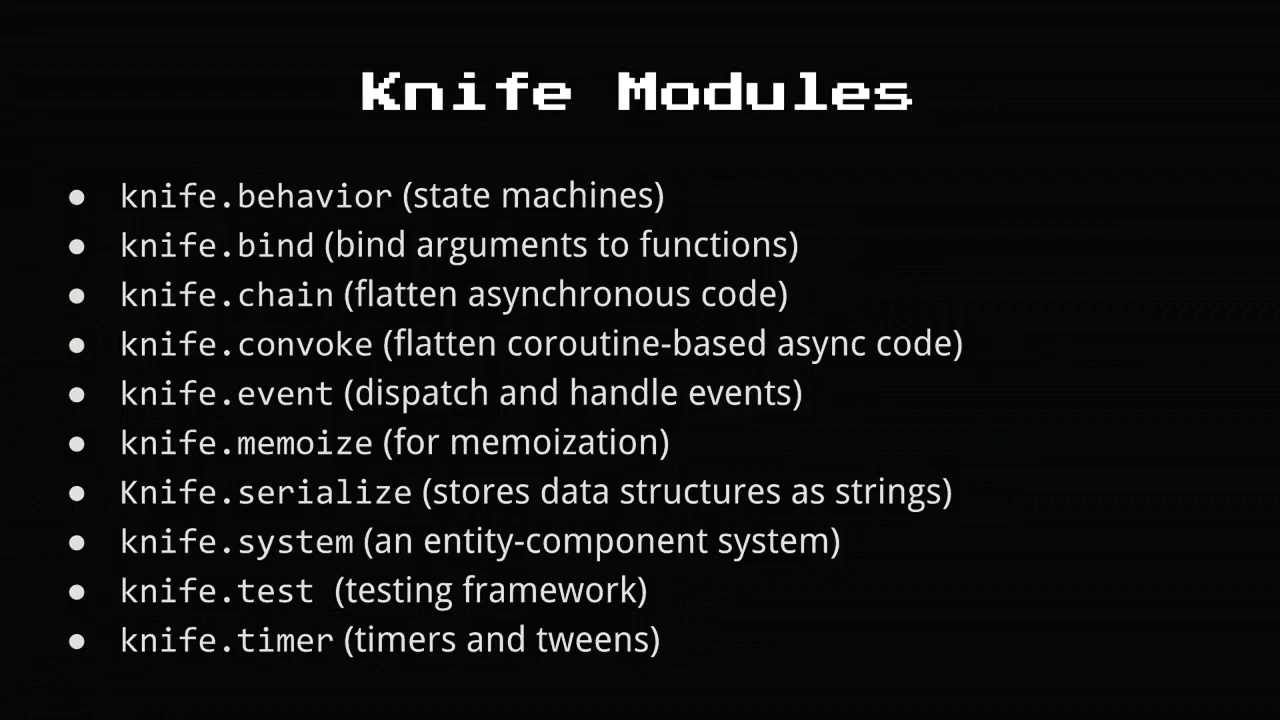 Knife Modules
● knife.behavior (state machines)
● knife.bind (bind arguments to functions)
● knife.chain (flatten asynchronous code)
● knife.convoke (flatten coroutine-based async code)
● knife.event (dispatch and handle events)
● knife.memoize (for memoization)
● Knife.serialize (stores data structures as strings)
● knife.system (an entity-component system)
● knife.test (testing framework)
● knife.timer (timers and tweens)